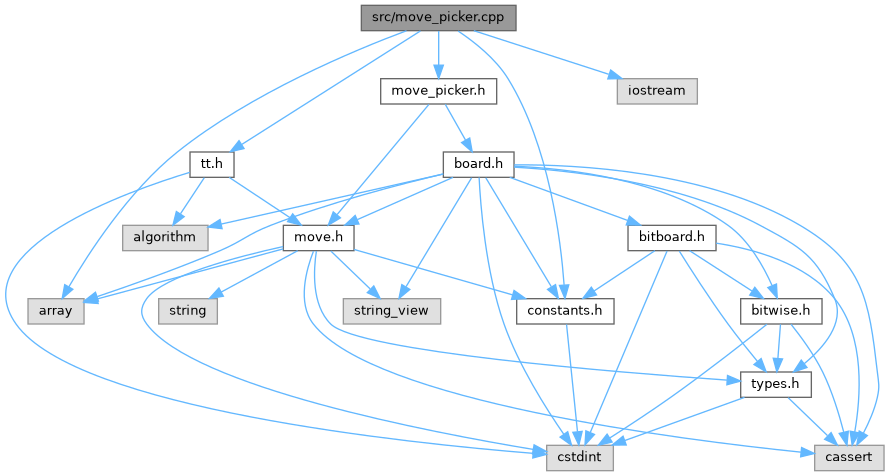 src/move_picker.cpp
move_picker.h
iostream
tt.h
board.h
algorithm
move.h
bitboard.h
array
string
string_view
constants.h
bitwise.h
types.h
cstdint
cassert